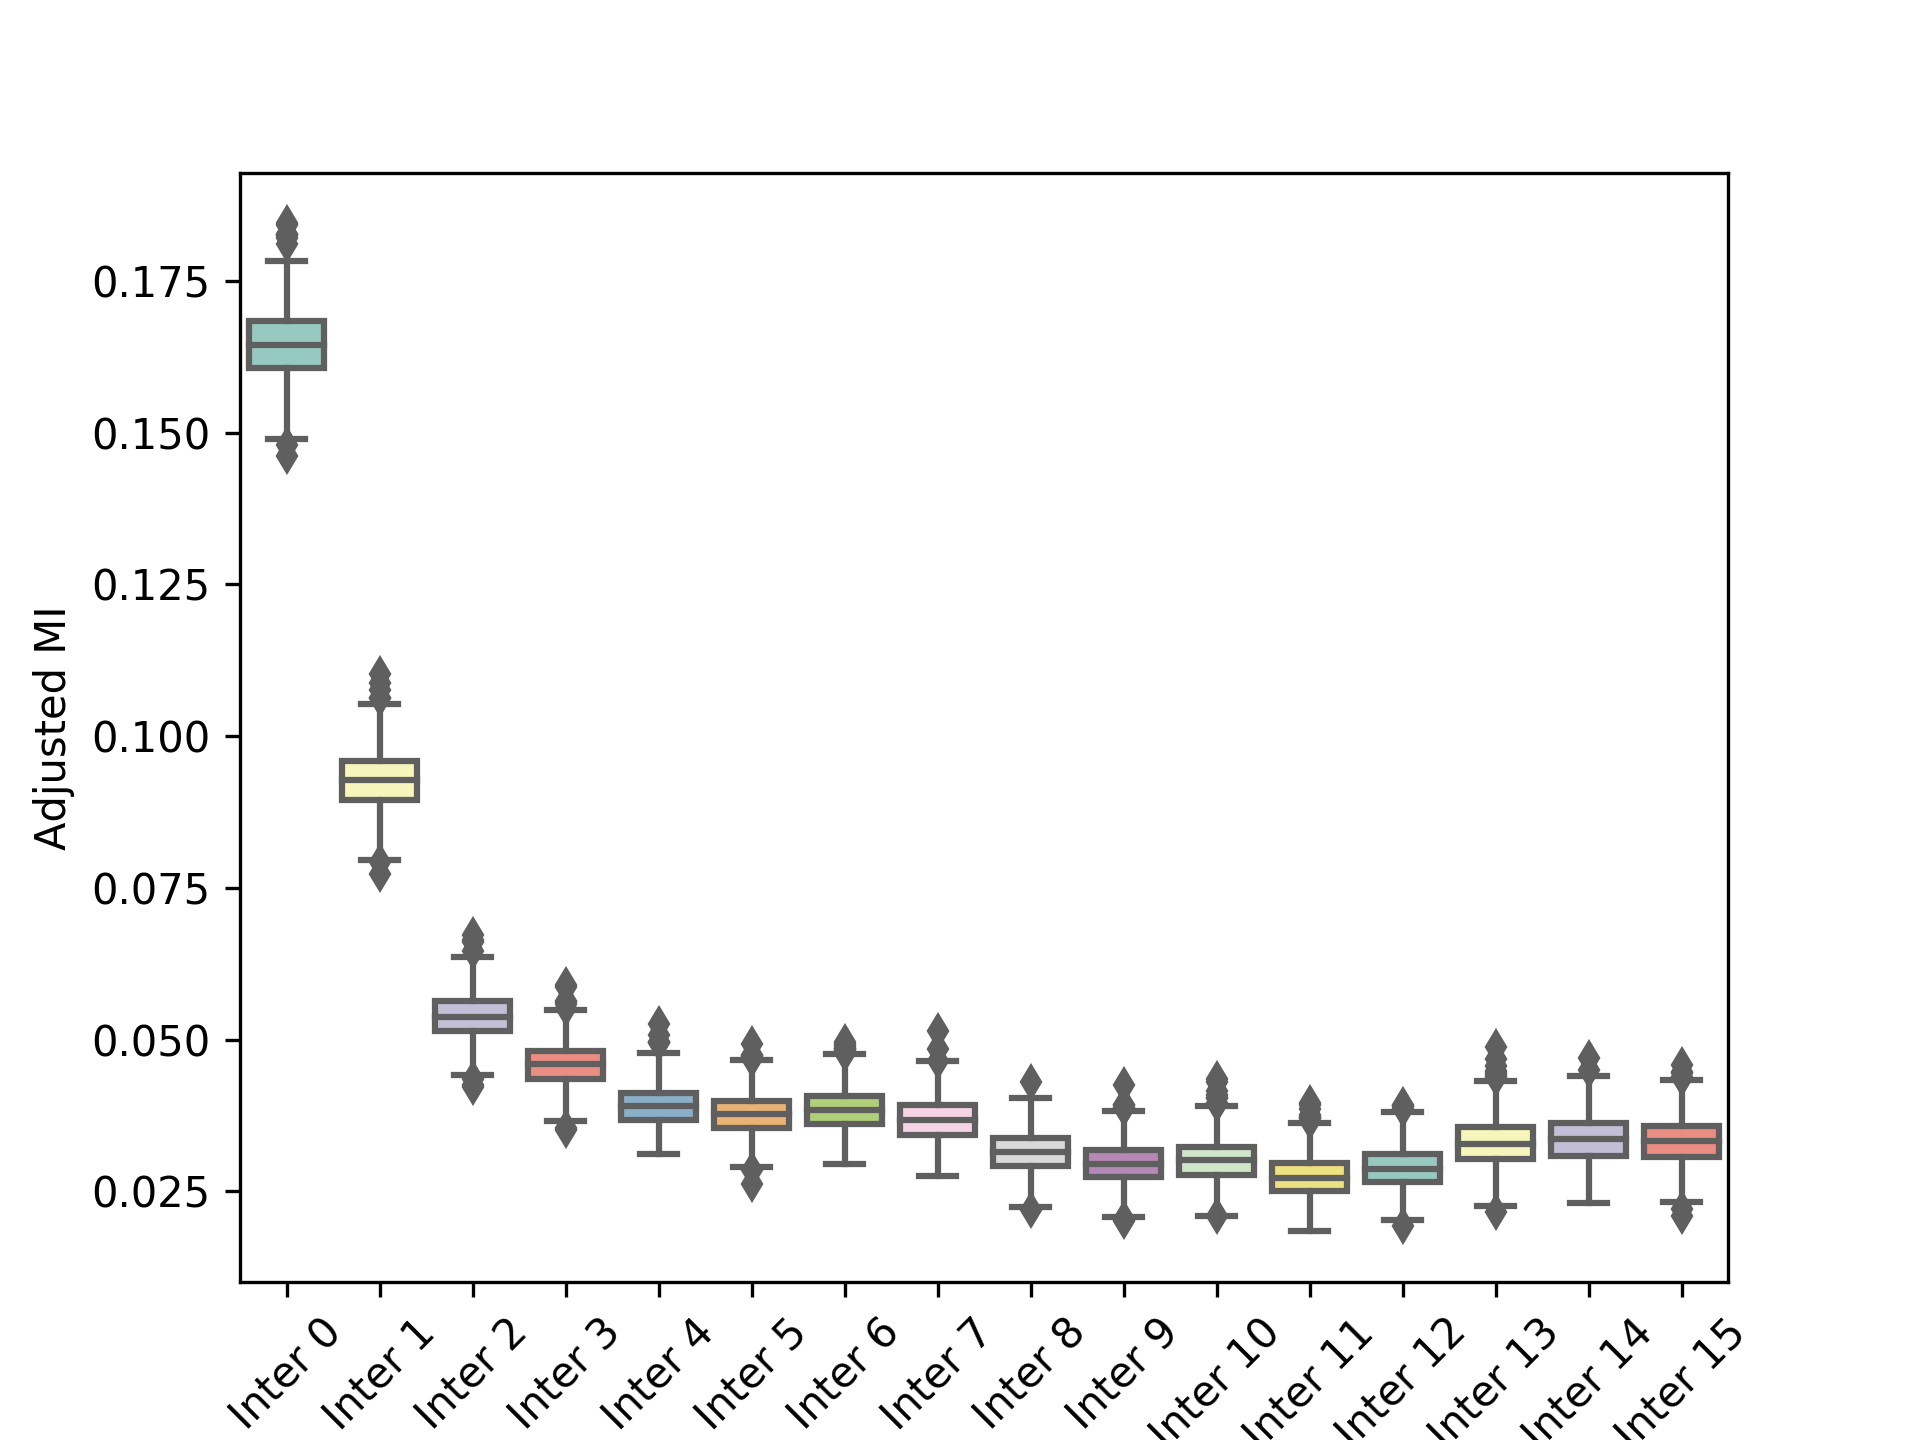 Adjusted MI
0.175
0.150
0.125
0.100
0.075
0.050
0.025
Inter 0
Inter 1
Inter 2
Inter 3
Inter 4
Inter 5
Inter 6
Inter 7
Inter 8
Inter 9
Inter 10
Inter 11
Inter 12
Inter 13
Inter 14
Inter 15